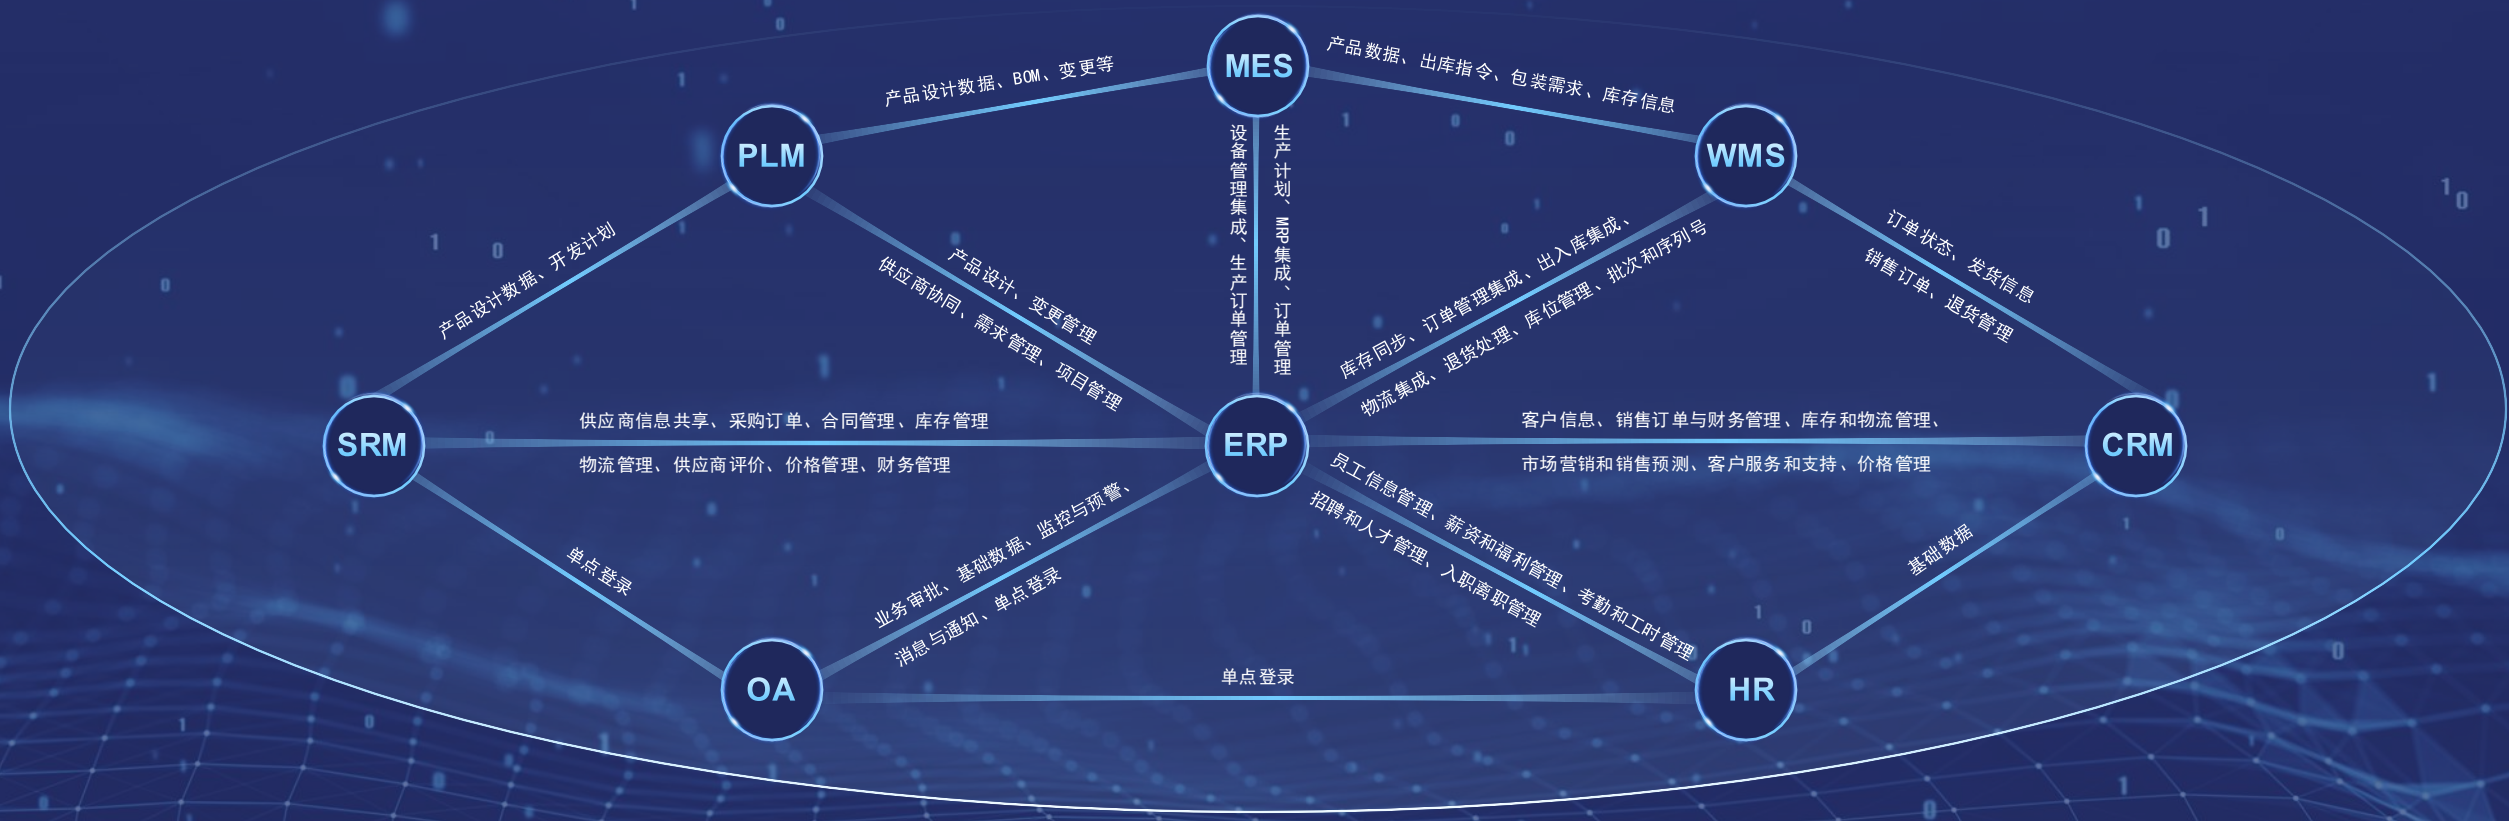 MES
产品设计数据、BOM、变更等
产品数据、出库指令、包装需求、库存信息
PLM
WMS
设备管理集成、生产订单管理
生产计划、MRP集成、订单管理
产品设计数据、开发计划
产品设计、变更管理
供应商协同、需求管理、项目管理
库存同步、订单管理集成、出入库集成、
物流集成、退货处理、库位管理、批次和序列号
订单状态、发货信息
销售订单、退货管理
SRM
供应商信息共享、采购订单、合同管理、库存管理
物流管理、供应商评价、价格管理、财务管理
ERP
客户信息、销售订单与财务管理、库存和物流管理、
市场营销和销售预测、客户服务和支持、价格管理
CRM
单点登录
业务审批、基础数据、监控与预警、
消息与通知、单点登录
员工信息管理、薪资和福利管理、考勤和工时管理
招聘和人才管理、入职离职管理
基础数据
OA
单点登录
HR